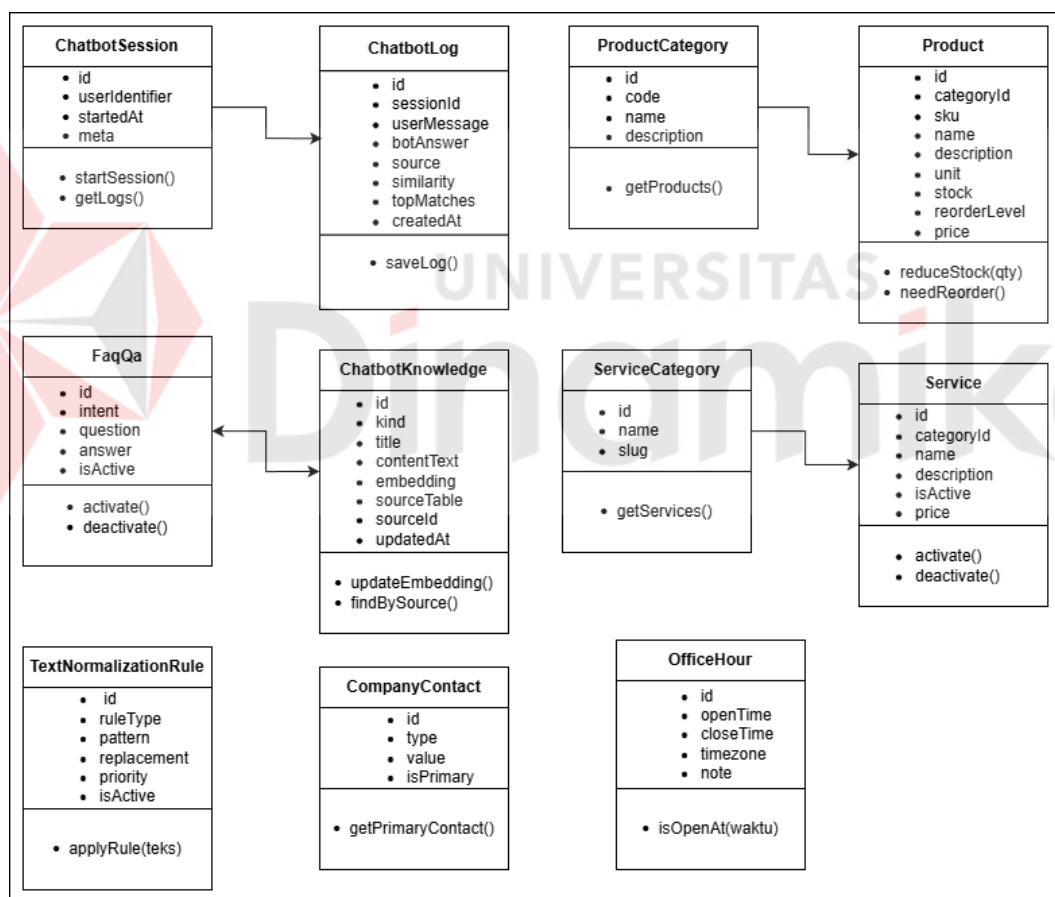 ChatbotSession
• id
• userIdentifier
• startedAt
• meta
• startSession()
• getLogs()
ChatbotLog
• id
• sessionId
• userMessage
• botAnswer
• source
• similarity
• topMatches
• createdAt
• saveLog()
ProductCategory
• id
• code
• name
• description
• getProducts()
Product
• id
• categoryId
• sku
• name
• description
• unit
• stock
• reorderLevel
• price
• reduceStock(qty)
• needReorder()
UNIVERSITAS
Dinamika
FaqQa
• id
• intent
• question
• answer
• isActive
• activate()
• deactivate()
ChatbotKnowledge
• id
• kind
• title
• contentText
• embedding
• sourceTable
• sourceId
• updatedAt
• updateEmbedding()
• findBySource()
ServiceCategory
• id
• name
• slug
• getServices()
Service
• id
• categoryId
• name
• description
• isActive
• price
• activate()
• deactivate()
TextNormalizationRule
• id
• ruleType
• pattern
• replacement
• priority
• isActive
• applyRule(teks)
CompanyContact
• id
• type
• value
• isPrimary
• getPrimaryContact()
OfficeHour
• id
• openTime
• closeTime
• timezone
• note
• isOpenAt(waktu)